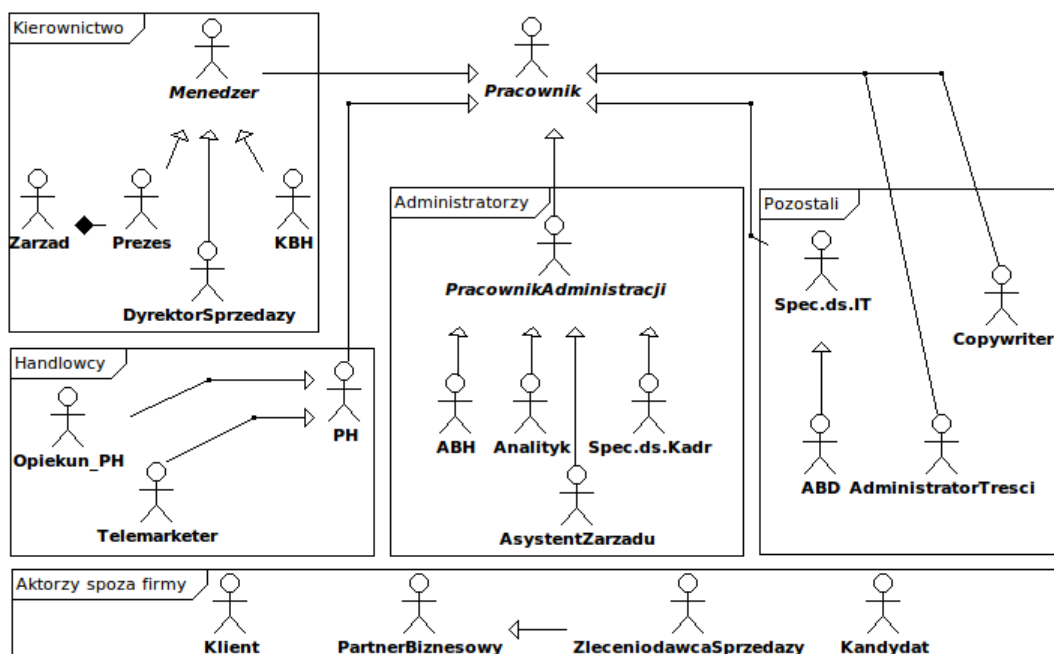 Kierownictwo
Menedzer
Pracownik
Zarzad
Prezes
KBH
DyrektorSprzedazy
Administratorzy
PracownikAdministracji
ABH
Analityk
Spec.ds.Kadr
AsystentZarzadu
Pozostali
Spec.ds.IT
Copywriter
ABD
AdministratorTresci
Handlowcy
PH
Opiekun_PH
Telemarketer
Aktorzy spoza firmy
Klient
PartnerBiznesowy
ZleceniodawcaSprzedazy
Kandydat